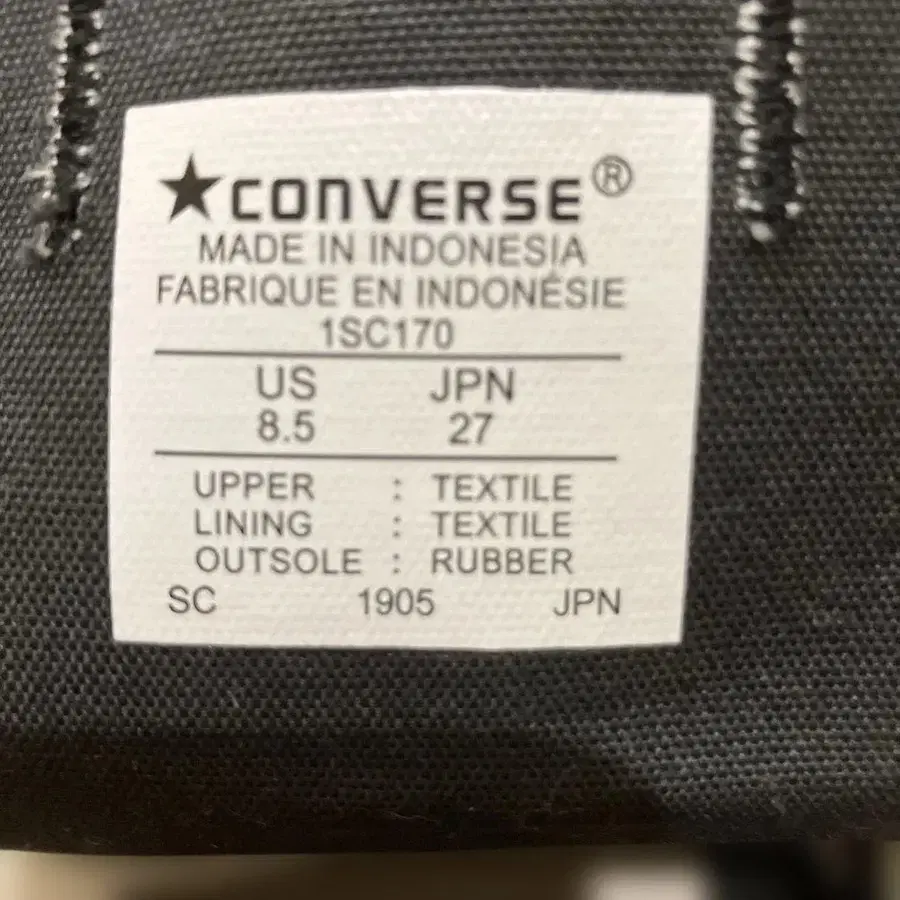 ★CONVERSE®
MADE IN INDONESIA
FABRIQUE EN INDONÉSIE
1SC170
US JPN
8.5 27
UPPER : TEXTILE
LINING : TEXTILE
OUTSOLE : RUBBER
SC 1905 JPN